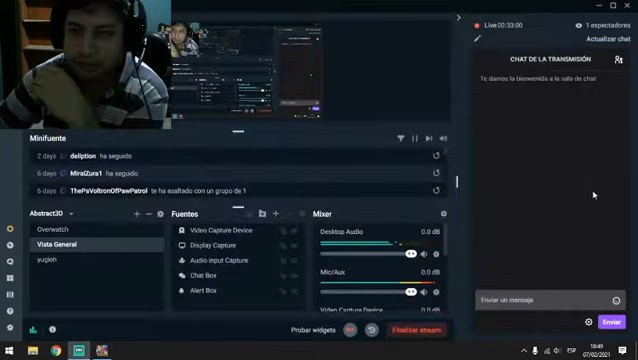 Live 00:33:00
1 espectadores
Actualizar chat
CHAT DE LA TRANSMISIÓN
Te damos la bienvenida a la sala de chat
Minifuente
2 days deliption ha seguido
6 days MiraiZura1 ha seguido
6 days ThePaVoltronOfPawPatrol te ha asaltado con un grupo de 1
Abstract3D
Overwatch
Vista General
yugioh
Fuentes
Video Capture Device
Display Capture
Audio Input Capture
Chat Box
Alert Box
Mixer
Desktop Audio 0.0 dB
Mic/Aux 0.0 dB
Video Capture Device
Enviar un mensaje
Enviar
Probar widgets
REC
Finalizar stream
ESP
18:49
07/02/2021